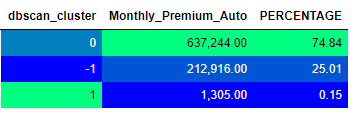 dbscan_cluster Monthly_Premium_Auto PERCENTAGE
0 637,244.00 74.84
-1 212,916.00 25.01
1 1,305.00 0.15